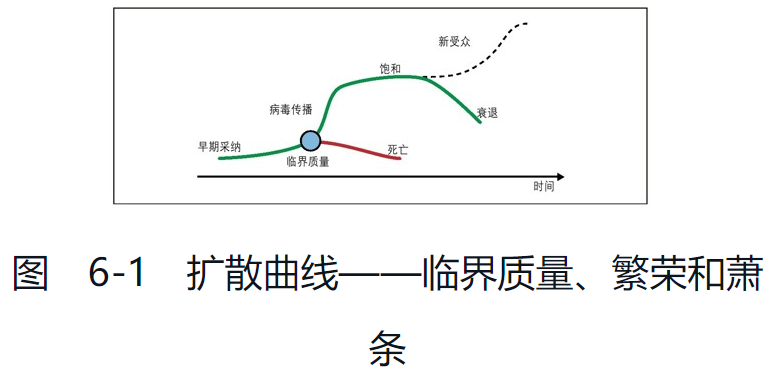 新受众
饱和
病毒传播
衰退
早期采纳
死亡
临界质量
时间
图 6-1 扩散曲线——临界质量、繁荣和萧
条